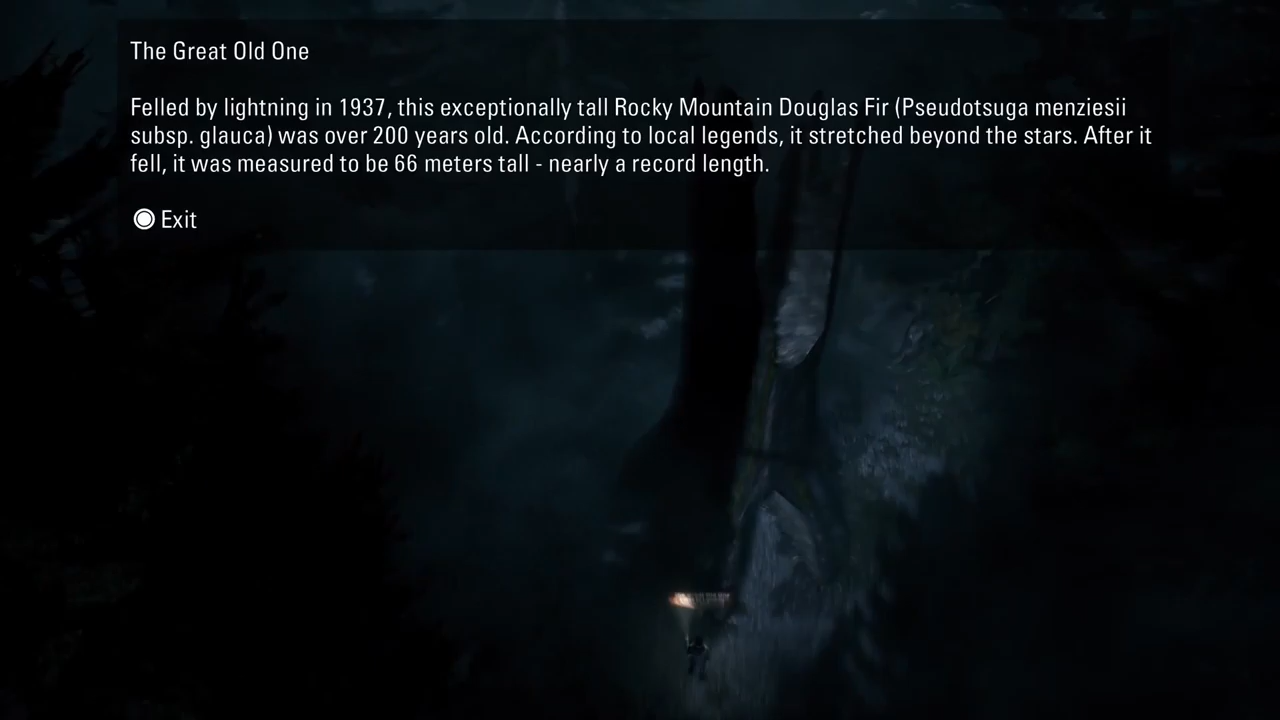 The Great Old One
Felled by lightning in 1937, this exceptionally tall Rocky Mountain Douglas Fir (Pseudotsuga menziesii
subsp. glauca) was over 200 years old. According to local legends, it stretched beyond the stars. After it
fell, it was measured to be 66 meters tall - nearly a record length.
Exit